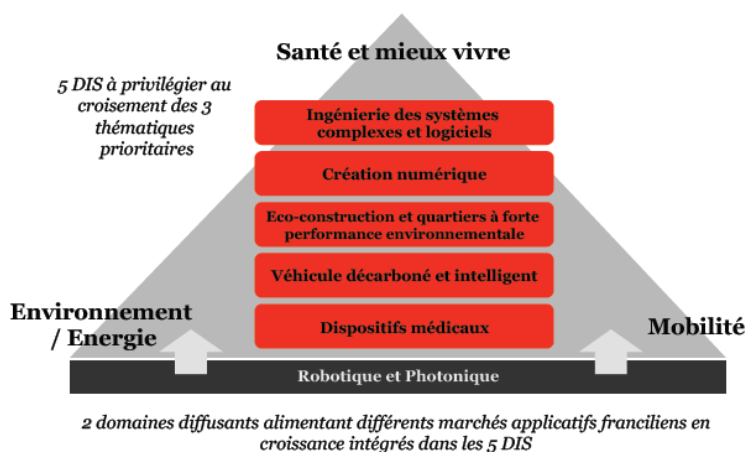 Santé et mieux vivre
5 DIS à privilégier au
croisement des 3
thématiques
prioritaires
Ingénierie des systèmes
complexes et logiciels
Création numérique
Eco-construction et quartiers à forte
performance environnementale
Véhicule décarboné et intelligent
Dispositifs médicaux
Environnement
/ Energie
Mobilité
Robotique et Photonique
2 domaines diffusants alimentant différents marchés applicatifs franciliens en
croissance intégrés dans les 5 DIS